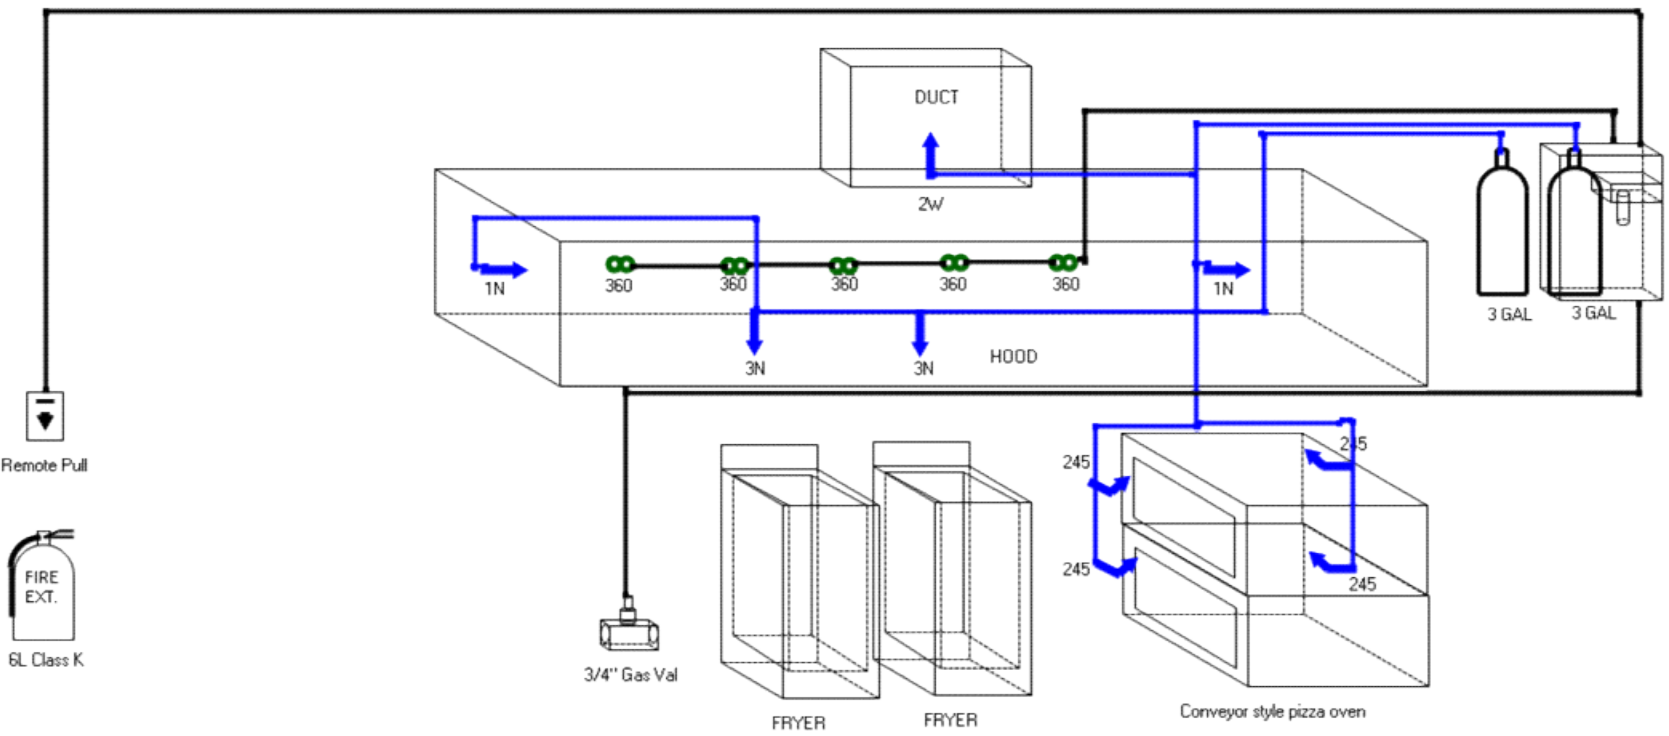 DUCT
2W
1N
360
360
360
360
360
1N
3 GAL
3 GAL
3N
3N
HOOD
Remote Pull
245
245
245
245
FIRE
EXT.
6L Class K
3/4" Gas Val
FRYER
FRYER
Conveyor style pizza oven